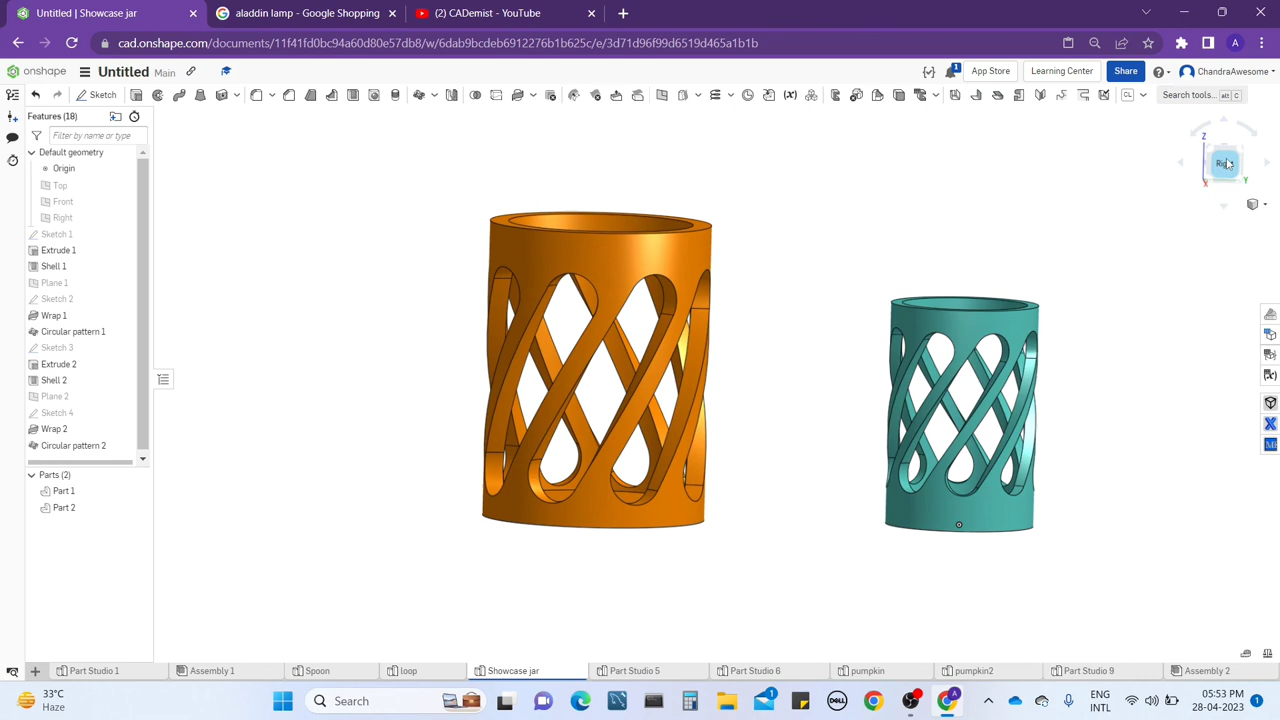 Untitled | Showcase jar
aladdin lamp - Google Shopping
(2) CADemist - YouTube
cad.onshape.com/documents/11f41fd0bc94a60d80e57db8/w/6dab9bcdeb6912276b1b625c/e/3d71d96f99d6519d465a1b1b
A
onshape
Untitled Main
1
App Store
Learning Center
Share
ChandraAwesome
Sketch
Search tools... alt C
Features (18)
Filter by name or type
Default geometry
Origin
Top
Front
Right
Sketch 1
Extrude 1
Shell 1
Plane 1
Sketch 2
Wrap 1
Circular pattern 1
Sketch 3
Extrude 2
Shell 2
Plane 2
Sketch 4
Wrap 2
Circular pattern 2
Parts (2)
Part 1
Part 2
Z
X
Y
Part Studio 1
Assembly 1
Spoon
loop
Showcase jar
Part Studio 5
Part Studio 6
pumpkin
pumpkin2
Part Studio 9
Assembly 2
33°C
Haze
Search
DELL
ENG
INTL
05:53 PM
28-04-2023
1